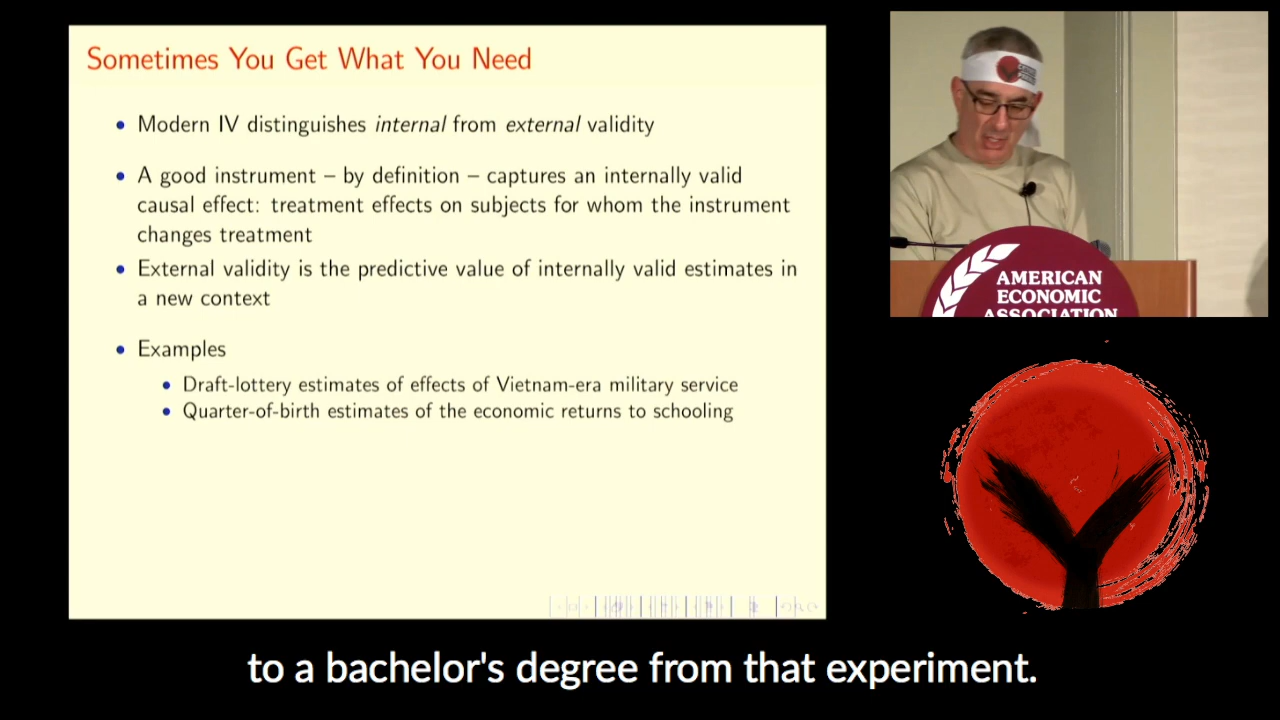 Sometimes You Get What You Need
• Modern IV distinguishes internal from external validity
• A good instrument – by definition – captures an internally valid
causal effect: treatment effects on subjects for whom the instrument
changes treatment
• External validity is the predictive value of internally valid estimates in
a new context
• Examples
• Draft-lottery estimates of effects of Vietnam-era military service
• Quarter-of-birth estimates of the economic returns to schooling
AMERICAN
ECONOMIC
ASSOCIATION
to a bachelor's degree from that experiment.